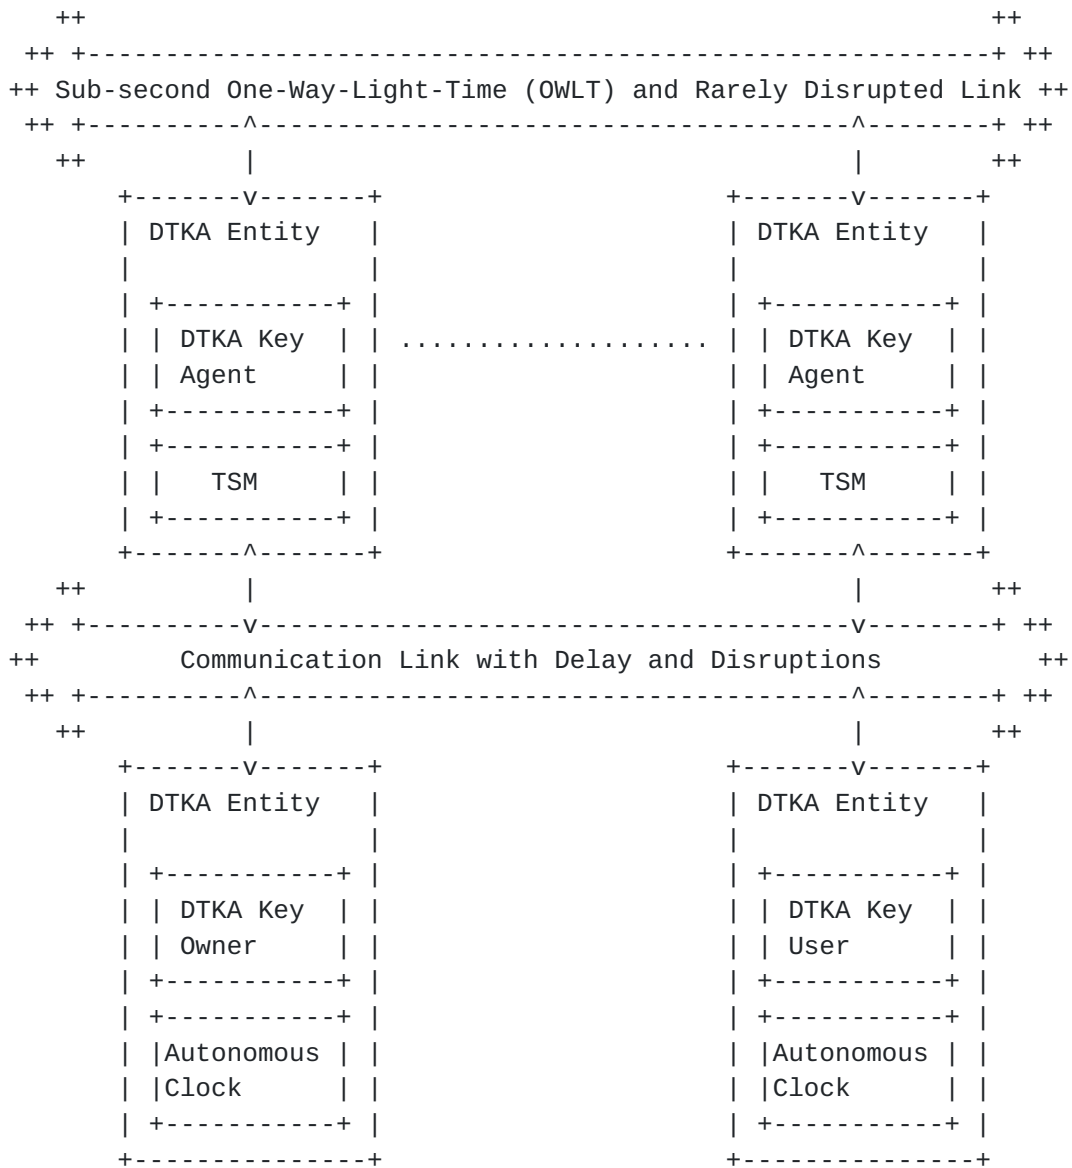 Sub-second One-Way-Light-Time (OWLT) and Rarely Disrupted Link
DTKA Entity DTKA Entity
DTKA Key .................... DTKA Key
Agent Agent
TSM TSM
Communication Link with Delay and Disruptions
DTKA Entity DTKA Entity
DTKA Key DTKA Key
Owner User
Autonomous Autonomous
Clock Clock